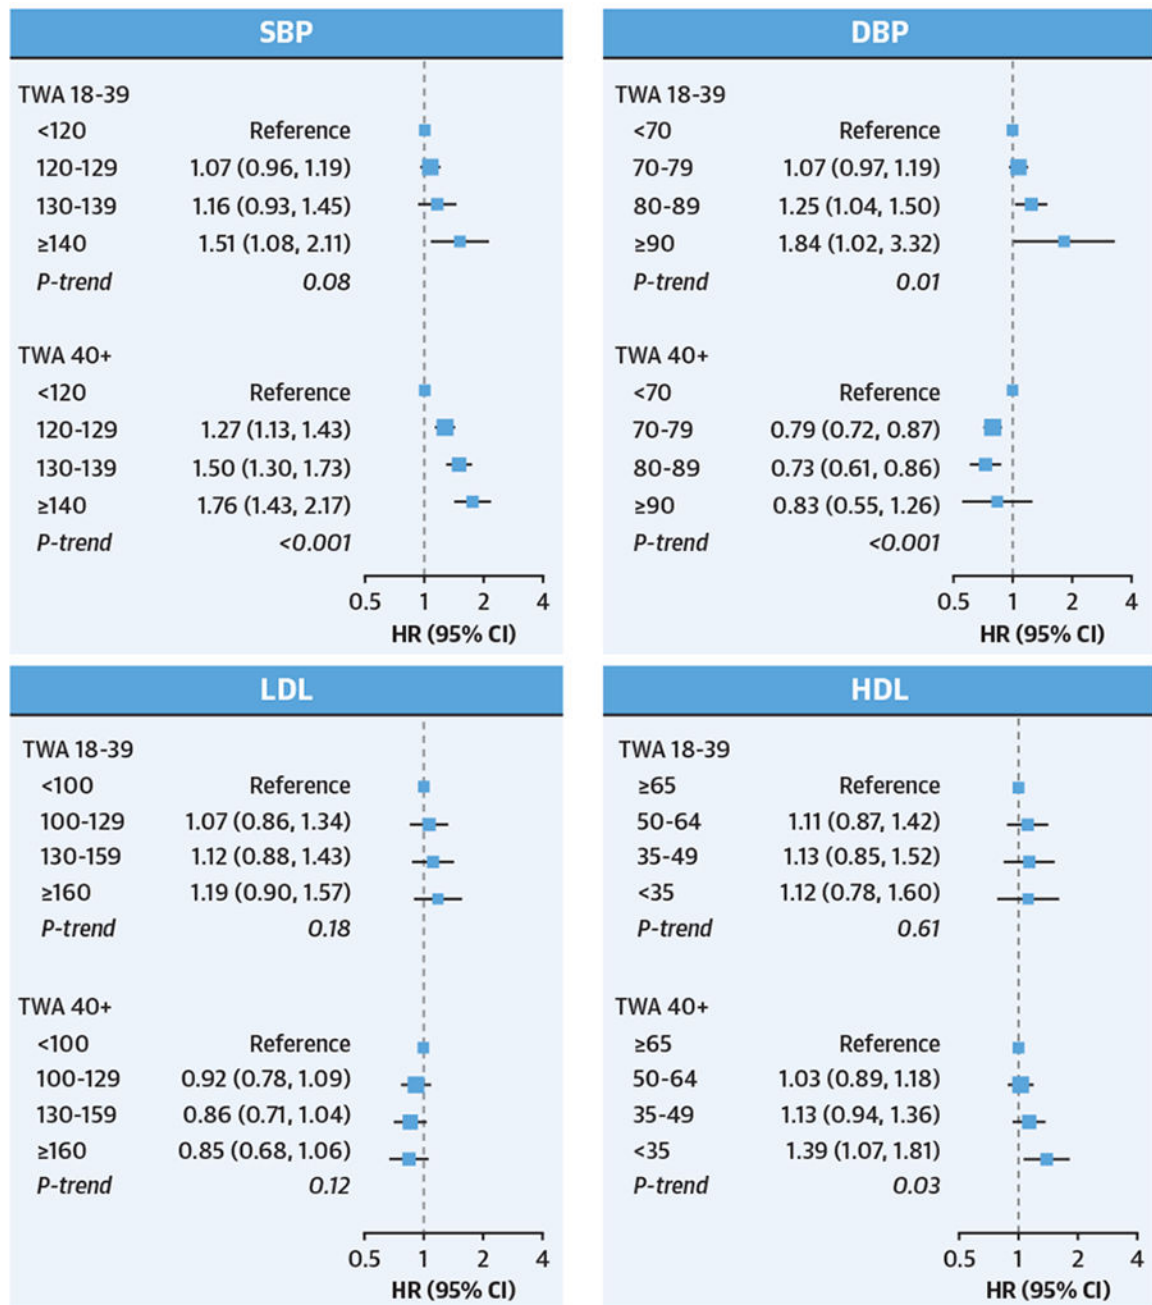 SBP
TWA 18-39
<120 Reference
120-129 1.07 (0.96, 1.19)
130-139 1.16 (0.93, 1.45)
≥140 1.51 (1.08, 2.11)
P-trend 0.08
TWA 40+
<120 Reference
120-129 1.27 (1.13, 1.43)
130-139 1.50 (1.30, 1.73)
≥140 1.76 (1.43, 2.17)
P-trend <0.001
0.5 1 2 4
HR (95% CI)
DBP
TWA 18-39
<70 Reference
70-79 1.07 (0.97, 1.19)
80-89 1.25 (1.04, 1.50)
≥90 1.84 (1.02, 3.32)
P-trend 0.01
TWA 40+
<70 Reference
70-79 0.79 (0.72, 0.87)
80-89 0.73 (0.61, 0.86)
≥90 0.83 (0.55, 1.26)
P-trend <0.001
0.5 1 2 4
HR (95% CI)
LDL
TWA 18-39
<100 Reference
100-129 1.07 (0.86, 1.34)
130-159 1.12 (0.88, 1.43)
≥160 1.19 (0.90, 1.57)
P-trend 0.18
TWA 40+
<100 Reference
100-129 0.92 (0.78, 1.09)
130-159 0.86 (0.71, 1.04)
≥160 0.85 (0.68, 1.06)
P-trend 0.12
0.5 1 2 4
HR (95% CI)
HDL
TWA 18-39
≥65 Reference
50-64 1.11 (0.87, 1.42)
35-49 1.13 (0.85, 1.52)
<35 1.12 (0.78, 1.60)
P-trend 0.61
TWA 40+
≥65 Reference
50-64 1.03 (0.89, 1.18)
35-49 1.13 (0.94, 1.36)
<35 1.39 (1.07, 1.81)
P-trend 0.03
0.5 1 2 4
HR (95% CI)